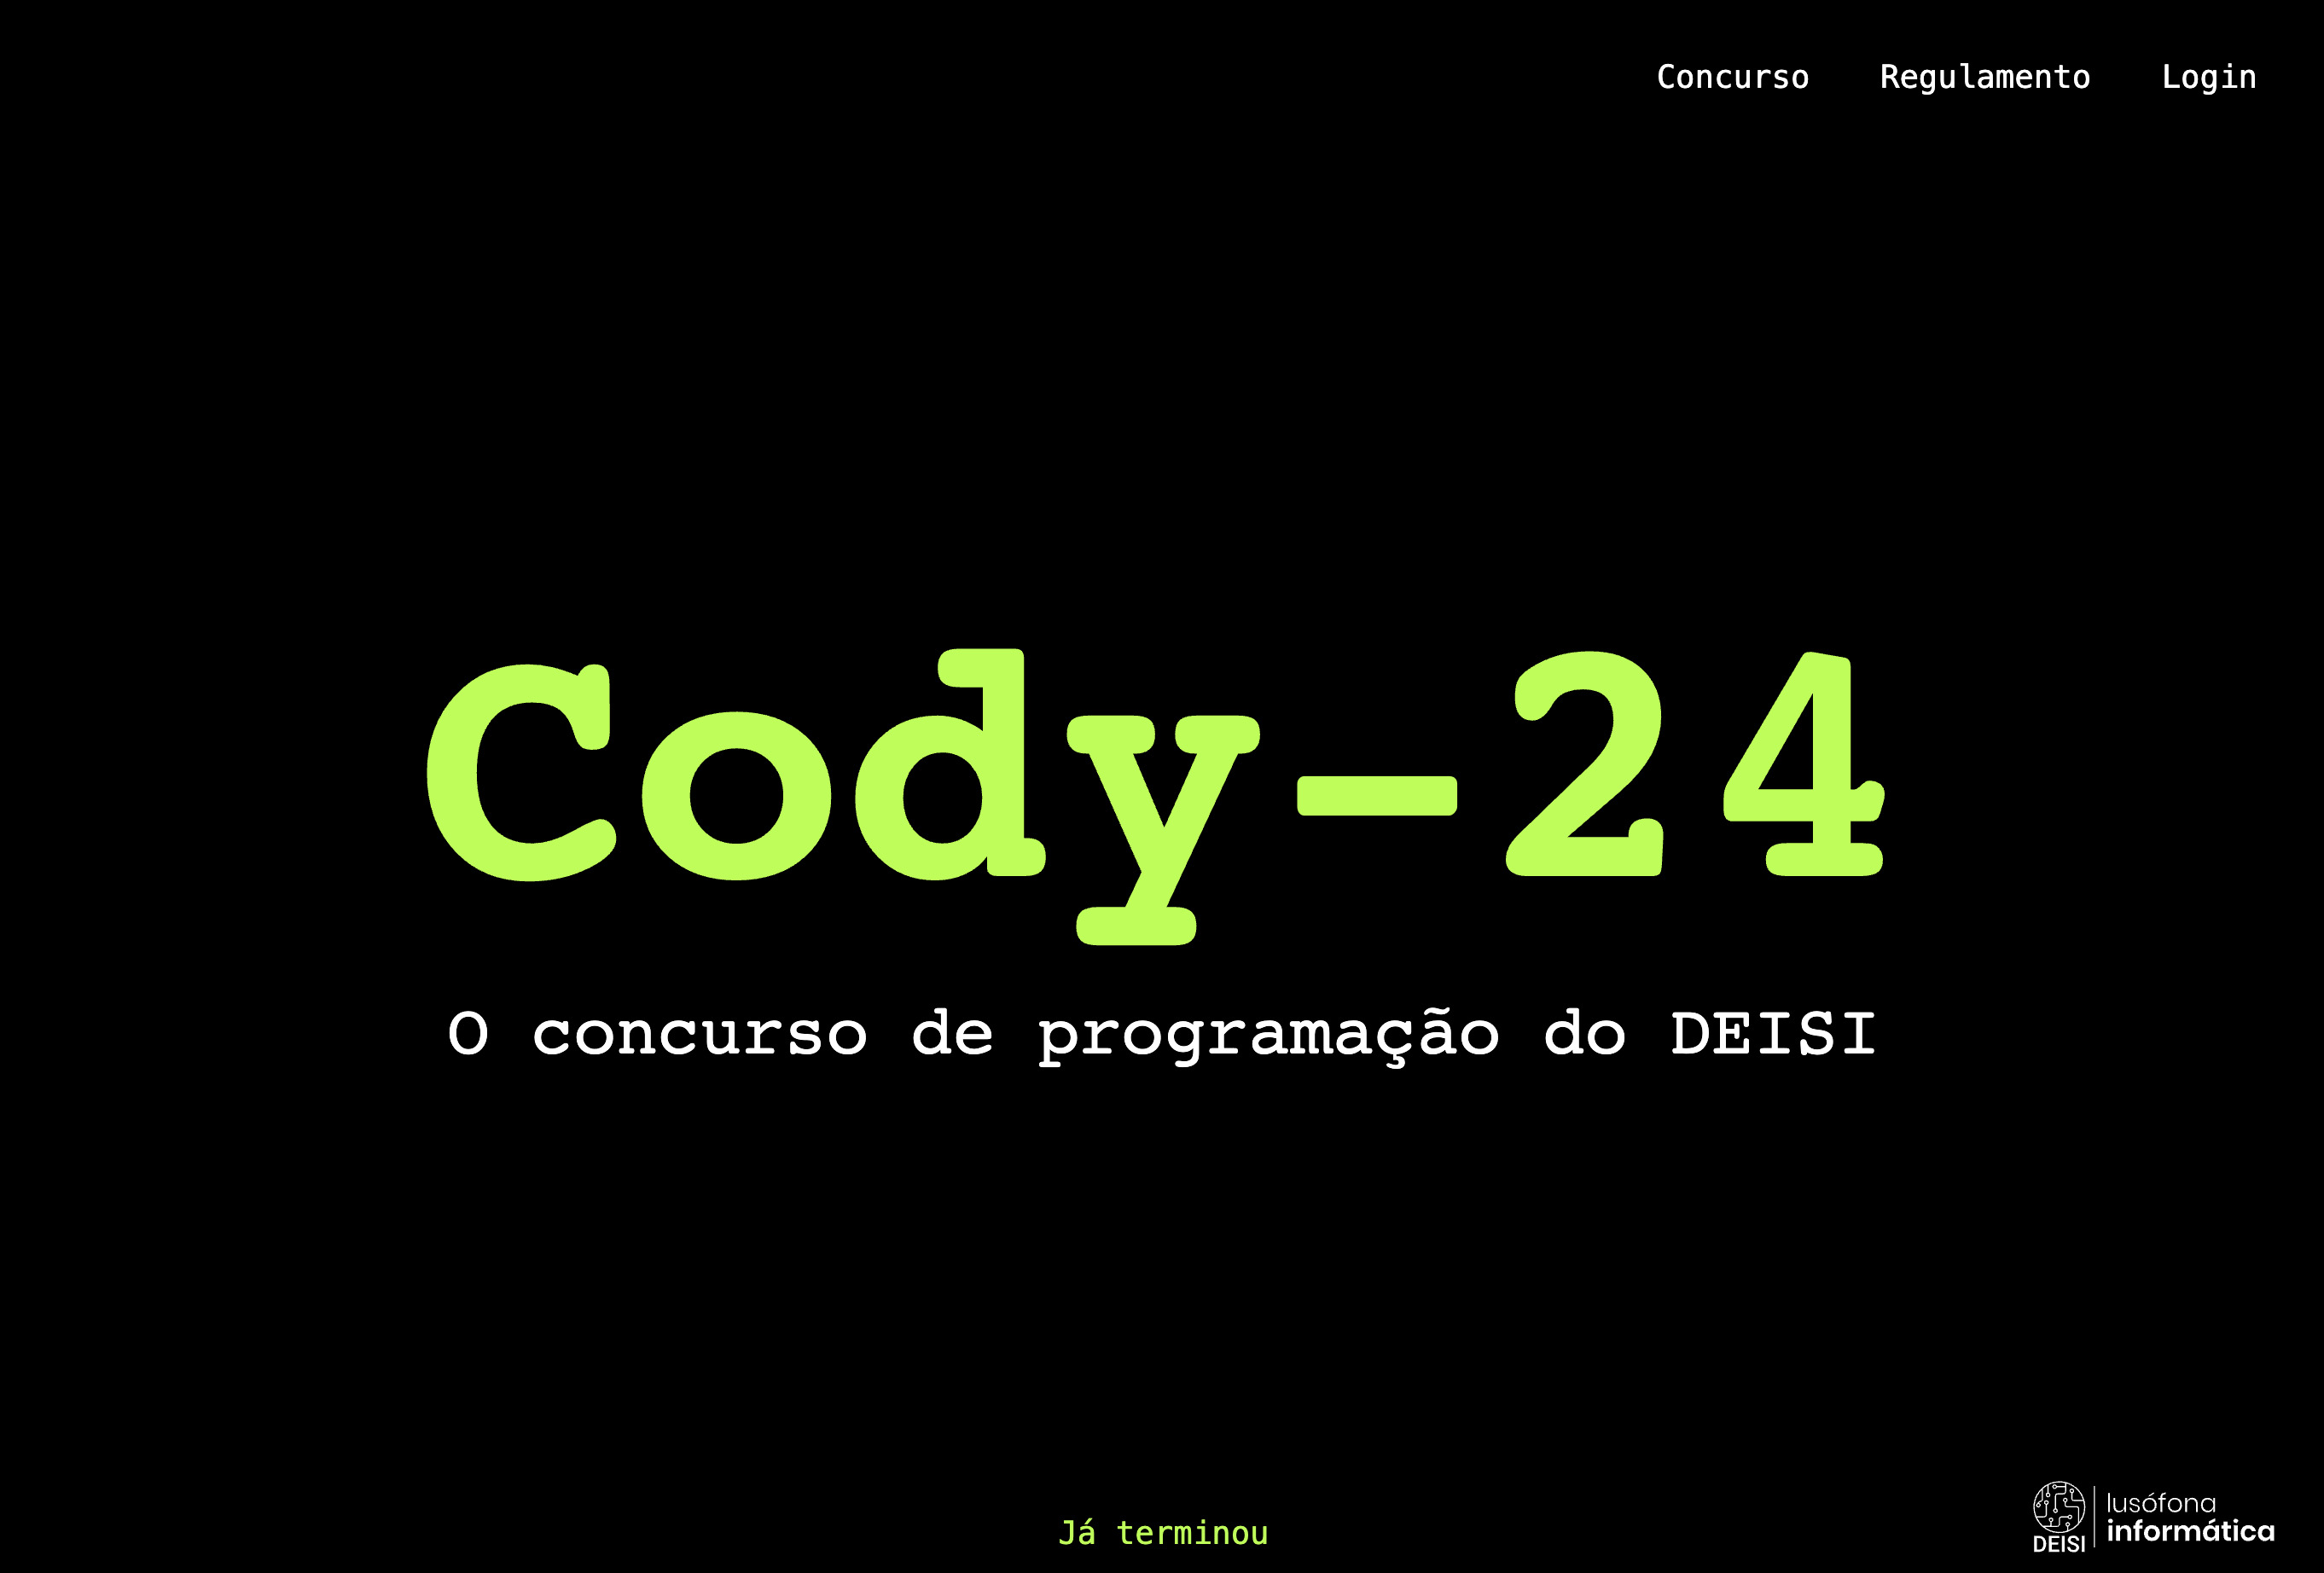 Concurso Regulamento Login
Cody-24
O concurso de programação do DEISI
Já terminou
DEISI
lusófona
informática